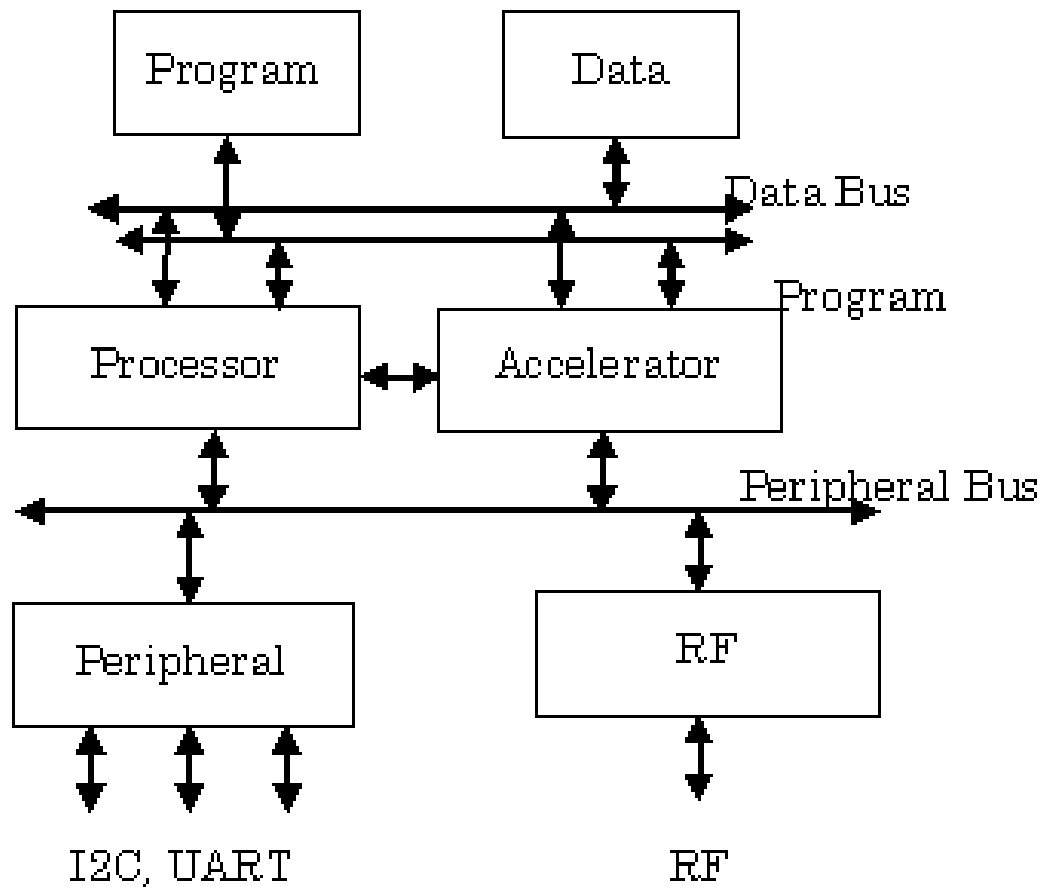 Program
Data
Data Bus
Program
Processor
Accelerator
Peripheral Bus
Peripheral
RF
I2C, UART
RF